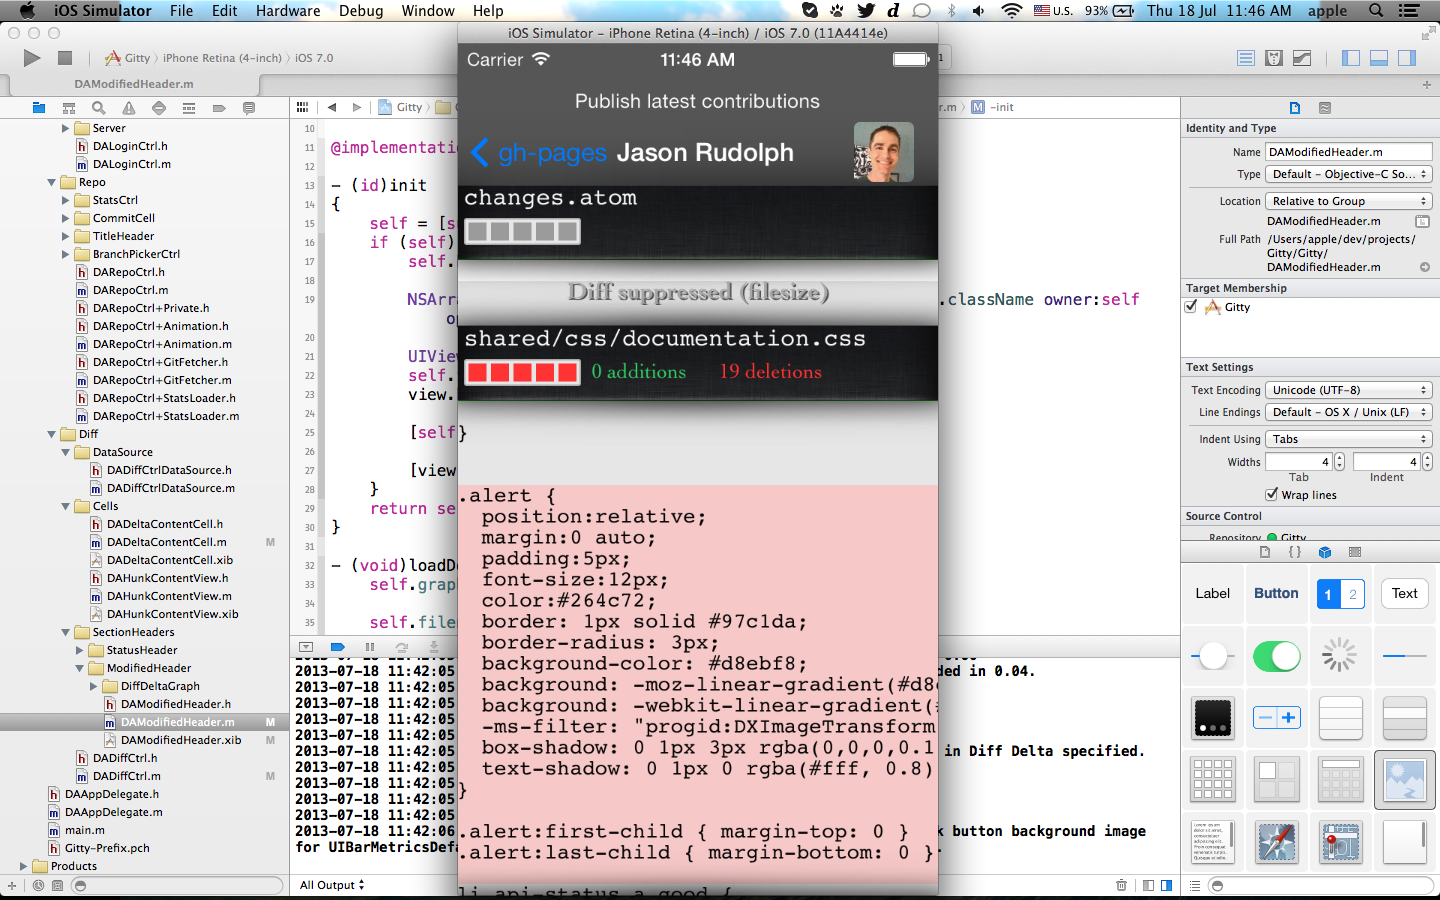 iOS Simulator File Edit Hardware Debug Window Help
U.S. 93% Thu 18 Jul 11:46 AM apple
iOS Simulator – iPhone Retina (4-inch) / iOS 7.0 (11A4414e)
Gitty iPhone Retina (4-inch) iOS 7.0
1
DAModifiedHeader.m
Gitty
r.m
-init
Server
DALoginCtrl.h
DALoginCtrl.m
Repo
StatsCtrl
CommitCell
TitleHeader
BranchPickerCtrl
DARepoCtrl.h
DARepoCtrl.m
DARepoCtrl+Private.h
DARepoCtrl+Animation.h
DARepoCtrl+Animation.m
DARepoCtrl+GitFetcher.h
DARepoCtrl+GitFetcher.m
DARepoCtrl+StatsLoader.h
DARepoCtrl+StatsLoader.m
Diff
DataSource
DADiffCtrlDataSource.h
DADiffCtrlDataSource.m
Cells
DADeltaContentCell.h
DADeltaContentCell.m M
DADeltaContentCell.xib
DAHunkContentView.h
DAHunkContentView.m
DAHunkContentView.xib
SectionHeaders
StatusHeader
ModifiedHeader
DiffDeltaGraph
DAModifiedHeader.h
DAModifiedHeader.m M
DAModifiedHeader.xib M
DADiffCtrl.h
DADiffCtrl.m M
DAAppDelegate.h
DAAppDelegate.m
main.m
Gitty-Prefix.pch
Products
10
11 @implementatio
12
13 - (id)init
14 {
15 self = [s
16 if (self)
17 self.
18
19 NSArra .className owner:self
op
20
21 UIView
22 self.
23 view.
24
25 [self
26
27 [view
28 }
29 return se
30 }
31
32 - (void)loadD
33 self.grap
34
35 self.file
2013-07-18 11:42:05
2013-07-18 11:42:05 ded in 0.04.
2013-07-18 11:42:05
2013-07-18 11:42:05
2013-07-18 11:42:05
2013-07-18 11:42:05 in Diff Delta specified.
2013-07-18 11:42:05
2013-07-18 11:42:05
2013-07-18 11:42:05
2013-07-18 11:42:06 k button background image
for UIBarMetricsDefa
All Output
Carrier 11:46 AM
Publish latest contributions
gh-pages Jason Rudolph
changes.atom
Diff suppressed (filesize)
shared/css/documentation.css
0 additions 19 deletions
}
.alert {
position:relative;
margin:0 auto;
padding:5px;
font-size:12px;
color:#264c72;
border: 1px solid #97c1da;
border-radius: 3px;
background-color: #d8ebf8;
background: -moz-linear-gradient(#d8e
background: -webkit-linear-gradient(#
-ms-filter: "progid:DXImageTransform
box-shadow: 0 1px 3px rgba(0,0,0,0.1
text-shadow: 0 1px 0 rgba(#fff, 0.8)
}
.alert:first-child { margin-top: 0 }
.alert:last-child { margin-bottom: 0 }
li.api-status a.good {
Identity and Type
Name DAModifiedHeader.m
Type Default - Objective-C So...
Location Relative to Group
DAModifiedHeader.m
Full Path /Users/apple/dev/projects/
Gitty/Gitty/
DAModifiedHeader.m
Target Membership
Gitty
Text Settings
Text Encoding Unicode (UTF-8)
Line Endings Default - OS X / Unix (LF)
Indent Using Tabs
Widths 4 4
Tab Indent
Wrap lines
Source Control
Repository Gitty
Label Button 1 2 Text